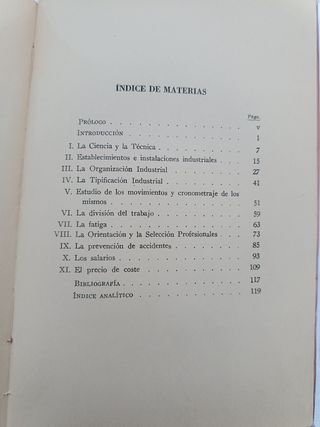 ÍNDICE DE MATERIAS
Págs.
PRÓLOGO . . . . . . . . . . . . . V
INTRODUCCIÓN . . . . . . . . . . . 1
I. La Ciencia y la Técnica . . . . . . . . . 7
II. Establecimientos e instalaciones industriales . . . . 15
III. La Organización Industrial . . . . . . . . 27
IV. La Tipificación Industrial . . . . . . . . 41
V. Estudio de los movimientos y cronometraje de los
mismos . . . . . . . . . . . . . 51
VI. La división del trabajo . . . . . . . . . 59
VII. La fatiga . . . . . . . . . . . . 63
VIII. La Orientación y la Selección Profesionales . . . . 73
IX. La prevención de accidentes . . . . . . . 85
X. Los salarios . . . . . . . . . . . 93
XI. El precio de coste . . . . . . . . . . 109
BIBLIOGRAFÍA . . . . . . . . . . . 117
ÍNDICE ANALÍTICO . . . . . . . . . . 119